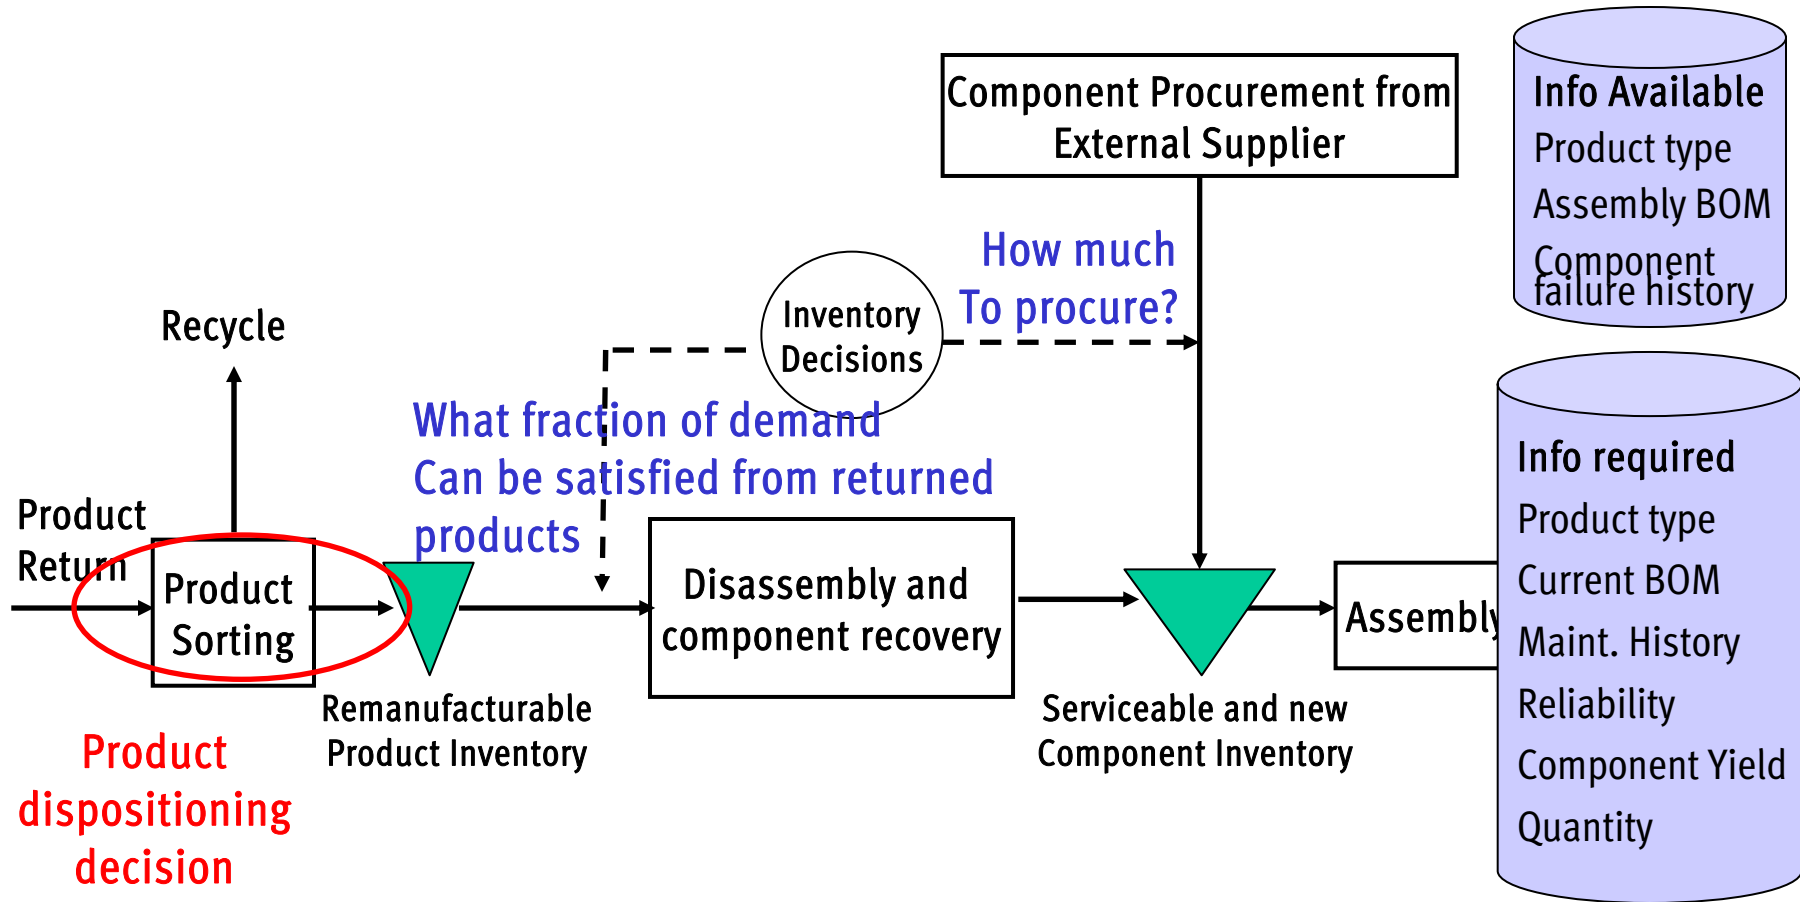 Component Procurement from
External Supplier
Info Available
Product type
Assembly BOM
Component
failure history
How much
To procure?
Inventory
Decisions
Recycle
What fraction of demand
Can be satisfied from returned
products
Product
Return
Product
Sorting
Disassembly and
component recovery
Assembly
Remanufacturable
Product Inventory
Serviceable and new
Component Inventory
Product
dispositioning
decision
Info required
Product type
Current BOM
Maint. History
Reliability
Component Yield
Quantity